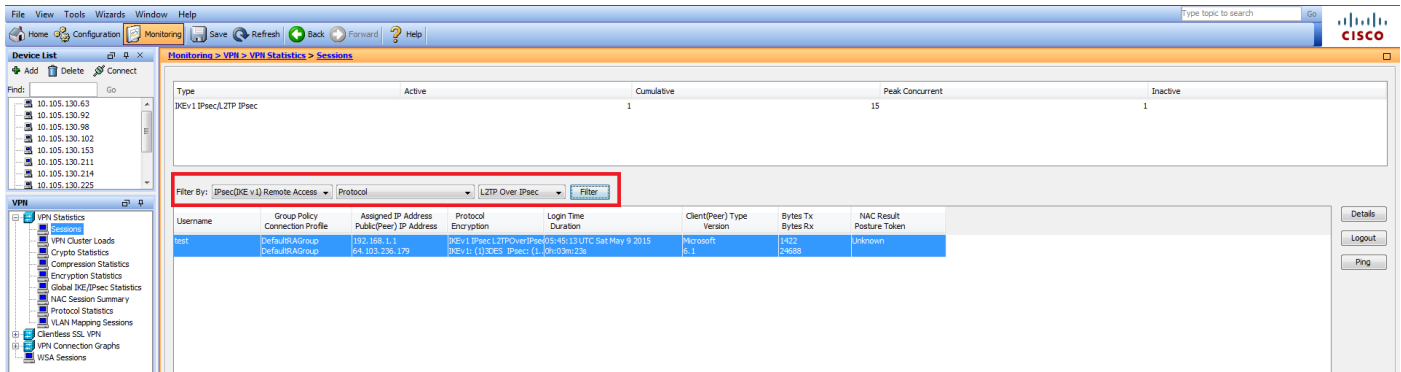 File View Tools Wizards Window Help
Type topic to search Go
Home Configuration Monitoring Save Refresh Back Forward Help
CISCO
Device List
Add Delete Connect
Find: Go
10.105.130.63
10.105.130.92
10.105.130.98
10.105.130.102
10.105.130.153
10.105.130.211
10.105.130.214
10.105.130.225
VPN
VPN Statistics
Sessions
VPN Cluster Loads
Crypto Statistics
Compression Statistics
Encryption Statistics
Global IKE/IPsec Statistics
NAC Session Summary
Protocol Statistics
VLAN Mapping Sessions
Clientless SSL VPN
VPN Connection Graphs
WSA Sessions
Monitoring > VPN > VPN Statistics > Sessions
Type Active Cumulative Peak Concurrent Inactive
IKEv1 IPsec/L2TP IPsec 1 15 1
Filter By: IPsec(IKE v1) Remote Access Protocol L2TP Over IPsec Filter
Username Group Policy Assigned IP Address Protocol Login Time Client(Peer) Type Bytes Tx NAC Result
Connection Profile Public(Peer) IP Address Encryption Duration Version Bytes Rx Posture Token
test DefaultRAGroup 192.168.1.1 IKEv1 IPsec L2TPOverIPsec 05:45:13 UTC Sat May 9 2015 Microsoft 1422 Unknown
DefaultRAGroup 64.103.236.179 IKEv1: (1)3DES IPsec: (1... 0h:03m:23s 6.1 24688
Details
Logout
Ping